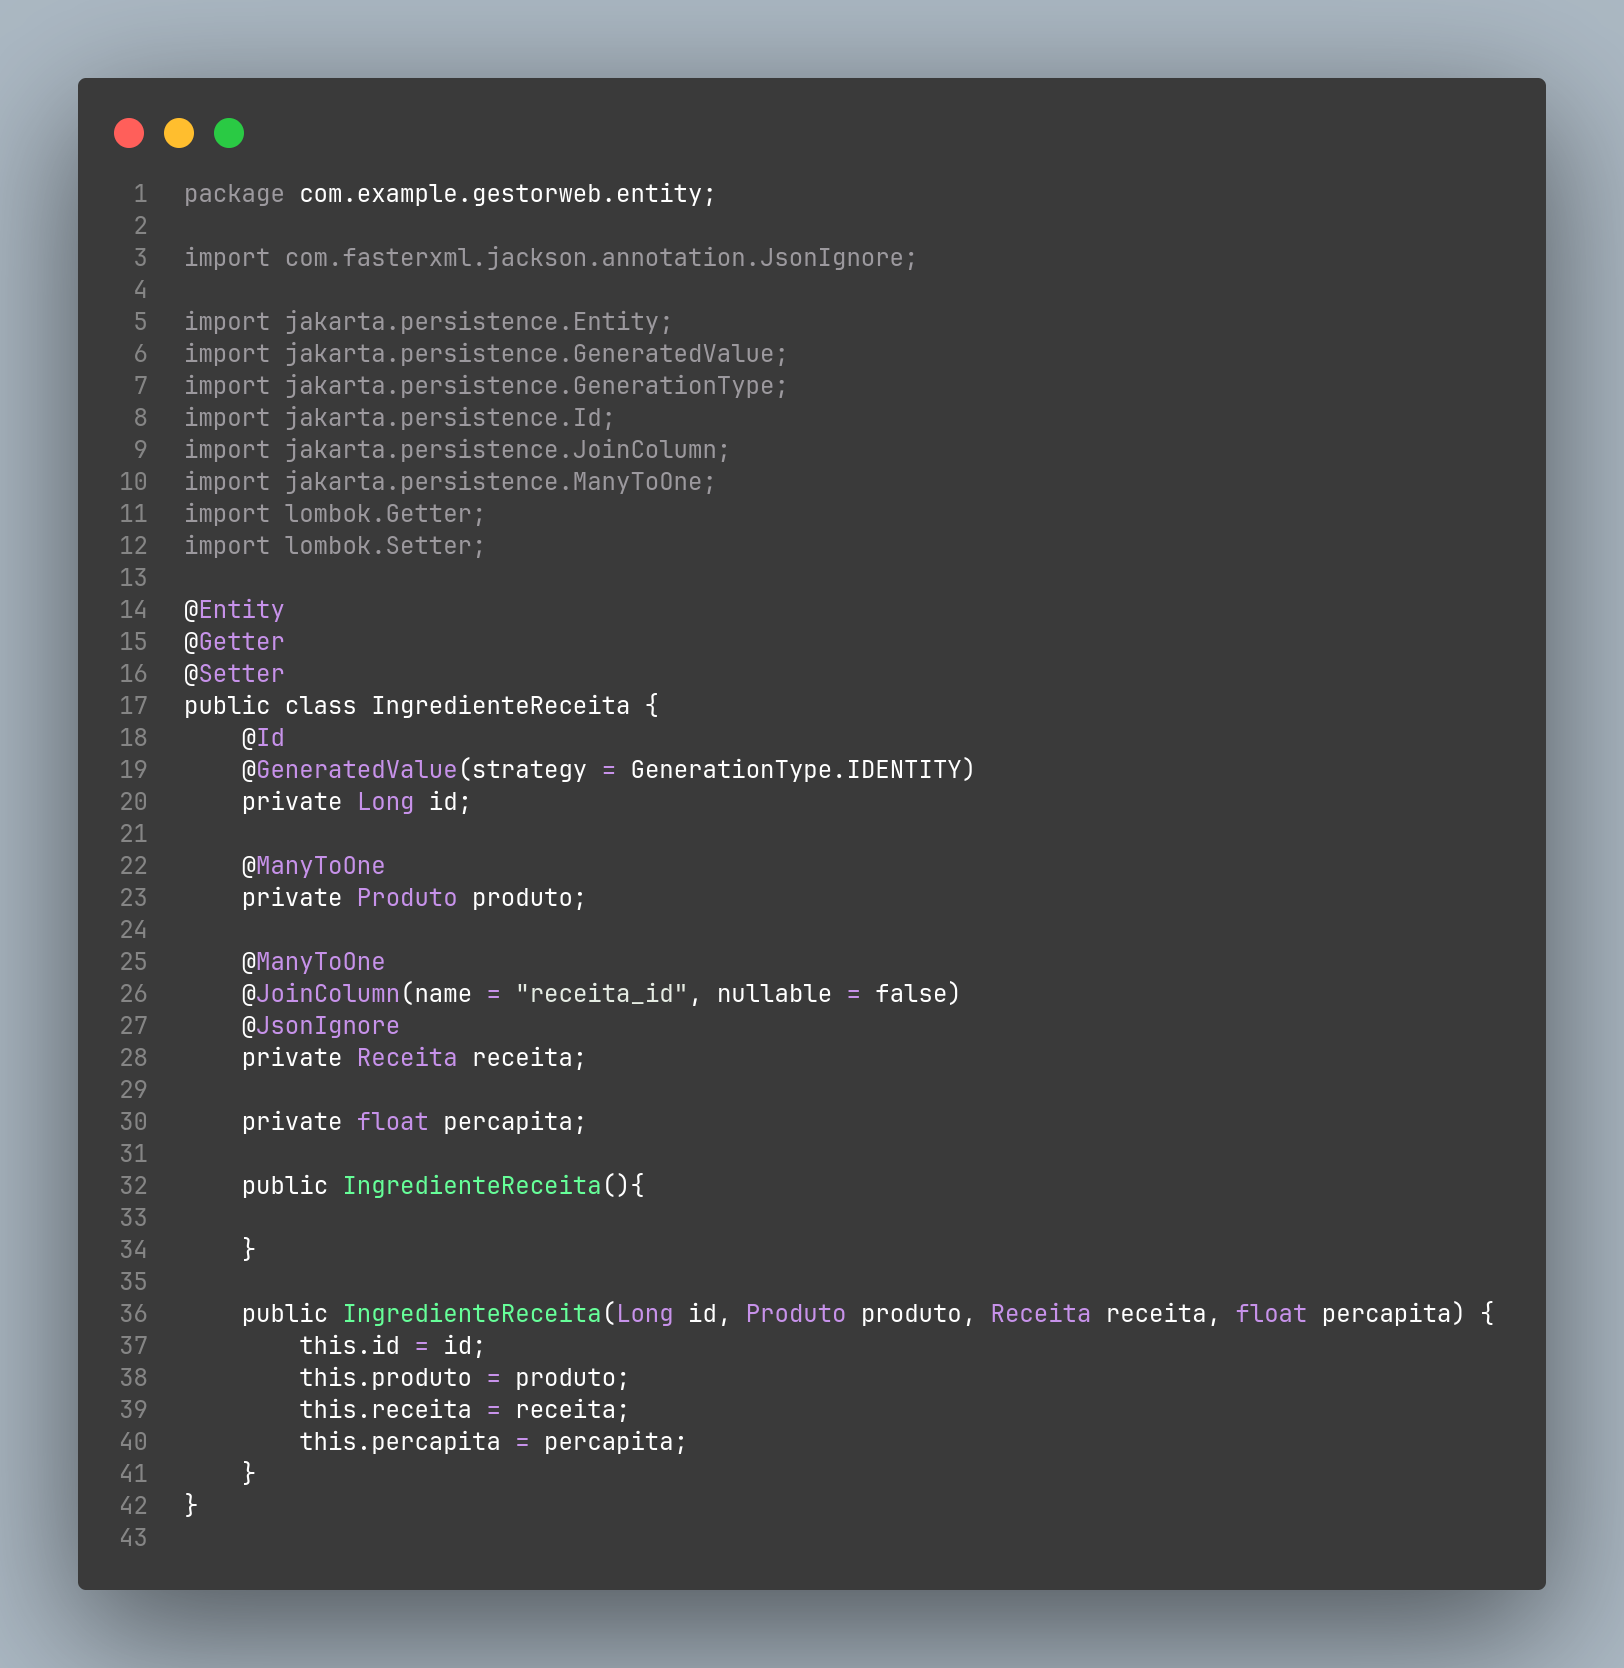 1 package com.example.gestorweb.entity;
2
3 import com.fasterxml.jackson.annotation.JsonIgnore;
4
5 import jakarta.persistence.Entity;
6 import jakarta.persistence.GeneratedValue;
7 import jakarta.persistence.GenerationType;
8 import jakarta.persistence.Id;
9 import jakarta.persistence.JoinColumn;
10 import jakarta.persistence.ManyToOne;
11 import lombok.Getter;
12 import lombok.Setter;
13
14 @Entity
15 @Getter
16 @Setter
17 public class IngredienteReceita {
18     @Id
19     @GeneratedValue(strategy = GenerationType.IDENTITY)
20     private Long id;
21
22     @ManyToOne
23     private Produto produto;
24
25     @ManyToOne
26     @JoinColumn(name = "receita_id", nullable = false)
27     @JsonIgnore
28     private Receita receita;
29
30     private float percapita;
31
32     public IngredienteReceita(){
33
34     }
35
36     public IngredienteReceita(Long id, Produto produto, Receita receita, float percapita) {
37         this.id = id;
38         this.produto = produto;
39         this.receita = receita;
40         this.percapita = percapita;
41     }
42 }
43